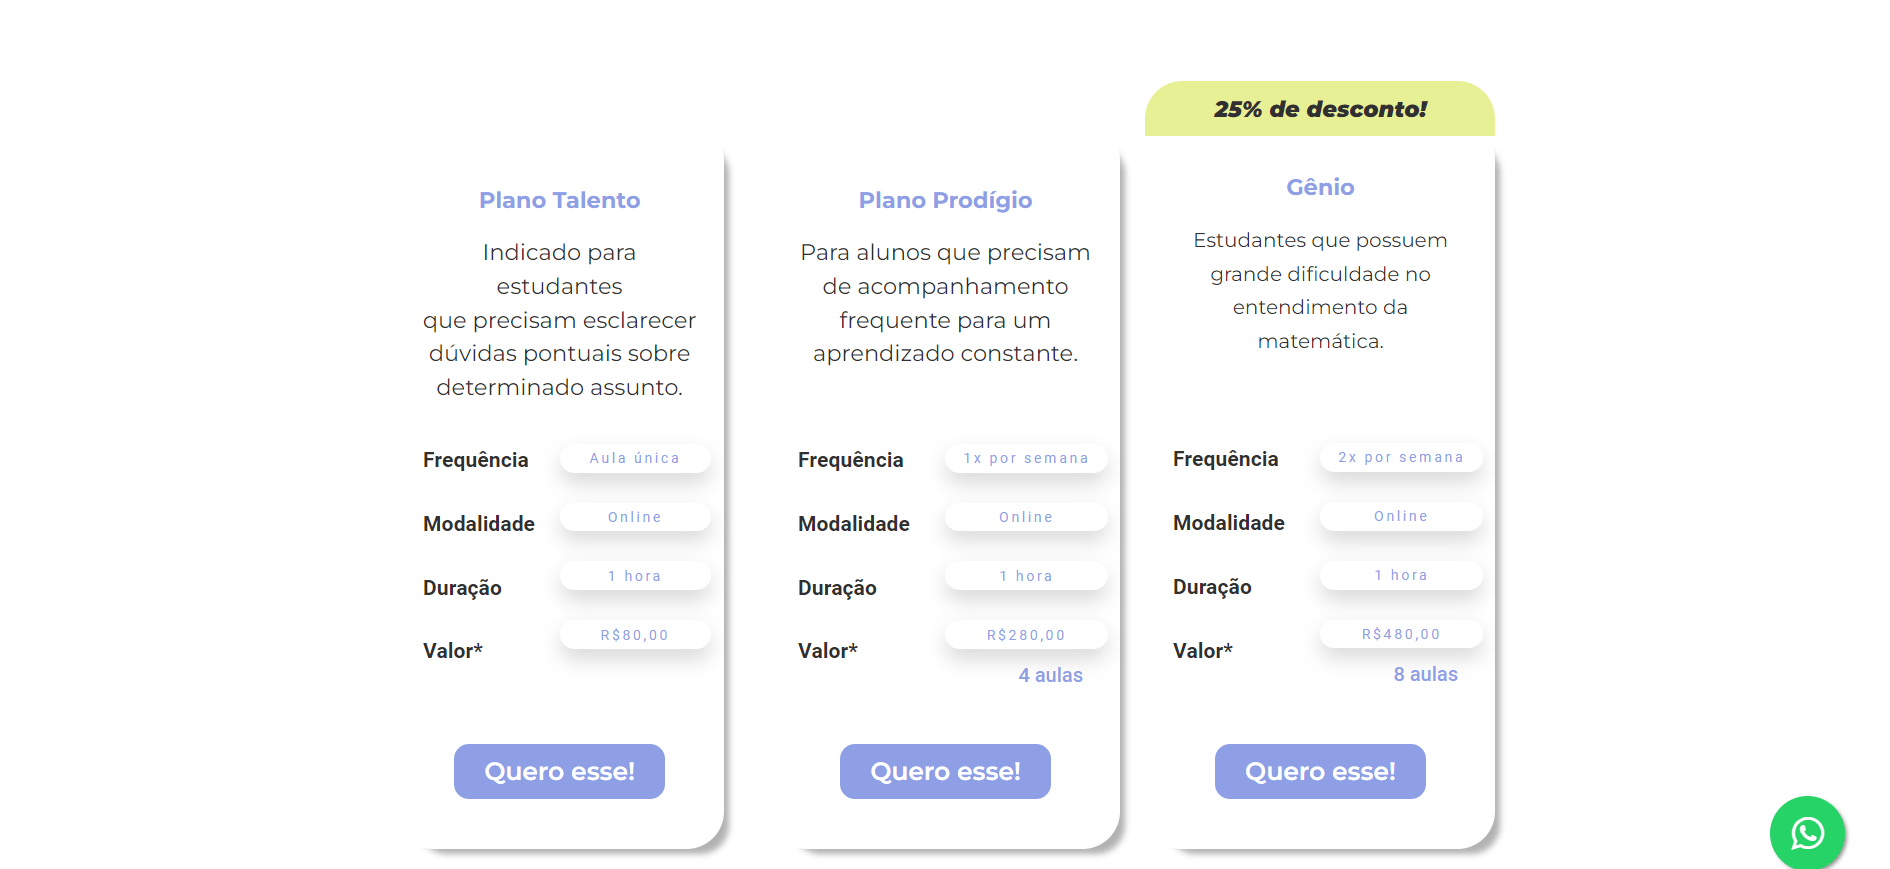 Plano Talento
Indicado para
estudantes
que precisam esclarecer
dúvidas pontuais sobre
determinado assunto.
Frequência Aula única
Modalidade Online
Duração 1 hora
Valor* R$80,00
Quero esse!
Plano Prodígio
Para alunos que precisam
de acompanhamento
frequente para um
aprendizado constante.
Frequência 1x por semana
Modalidade Online
Duração 1 hora
Valor* R$280,00
4 aulas
Quero esse!
25% de desconto!
Gênio
Estudantes que possuem
grande dificuldade no
entendimento da
matemática.
Frequência 2x por semana
Modalidade Online
Duração 1 hora
Valor* R$480,00
8 aulas
Quero esse!